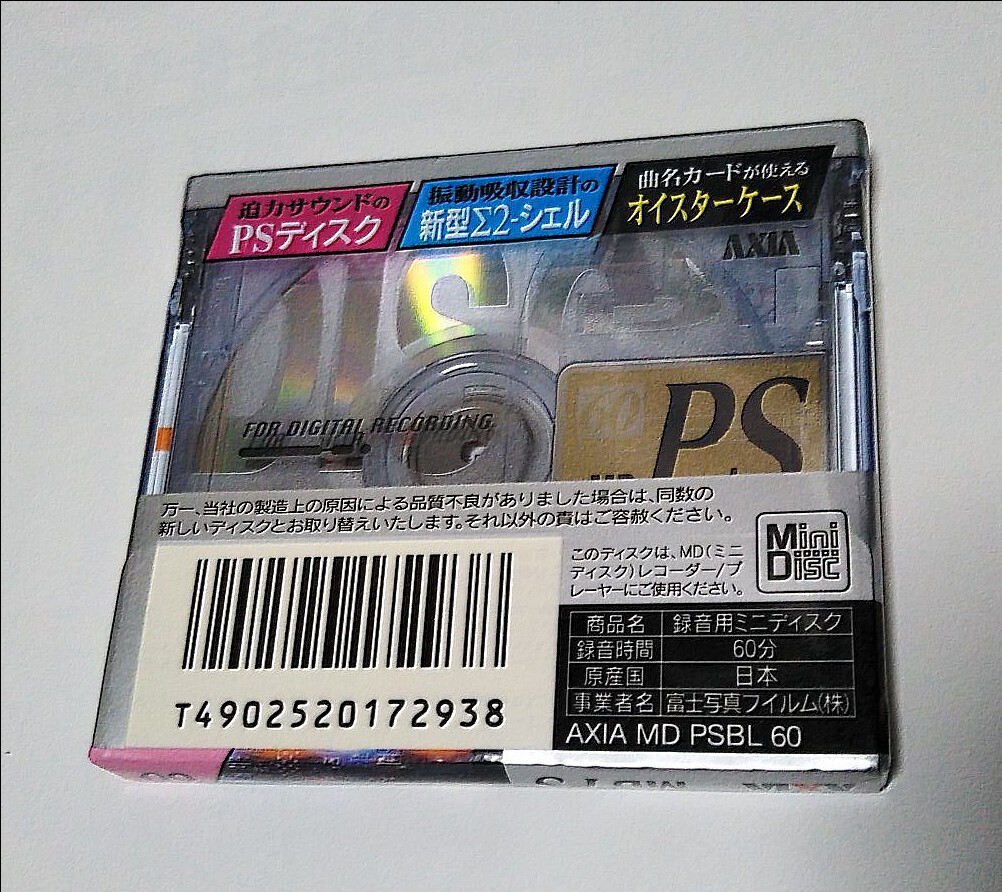 迫力サウンドの
PSディスク
振動吸収設計の
新型Σ2-シェル
曲名カードが使える
オイスターケース
AXIA
FOR DIGITAL RECORDING
PS
万一、当社の製造上の原因による品質不良がありました場合は、同数の
新しいディスクとお取り替えいたします。それ以外の責はご容赦ください。
このディスクは、MD(ミニ
ディスク)レコーダー/プ
レーヤーにご使用ください。
Mini
Disc
商品名 録音用ミニディスク
録音時間 60分
原産国 日本
事業者名 富士写真フイルム(株)
AXIA MD PSBL 60
T4902520172938